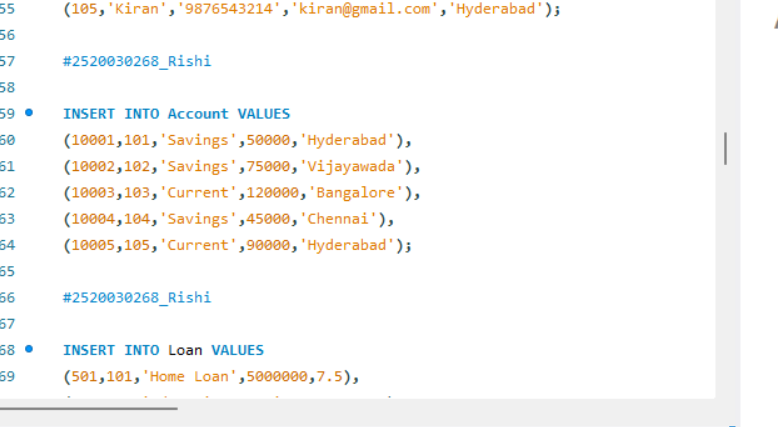 55 (105,'Kiran','9876543214','kiran@gmail.com','Hyderabad');
56
57 #2520030268_Rishi
58
59 INSERT INTO Account VALUES
60 (10001,101,'Savings',50000,'Hyderabad'),
61 (10002,102,'Savings',75000,'Vijayawada'),
62 (10003,103,'Current',120000,'Bangalore'),
63 (10004,104,'Savings',45000,'Chennai'),
64 (10005,105,'Current',90000,'Hyderabad');
65
66 #2520030268_Rishi
67
68 INSERT INTO Loan VALUES
69 (501,101,'Home Loan',5000000,7.5),